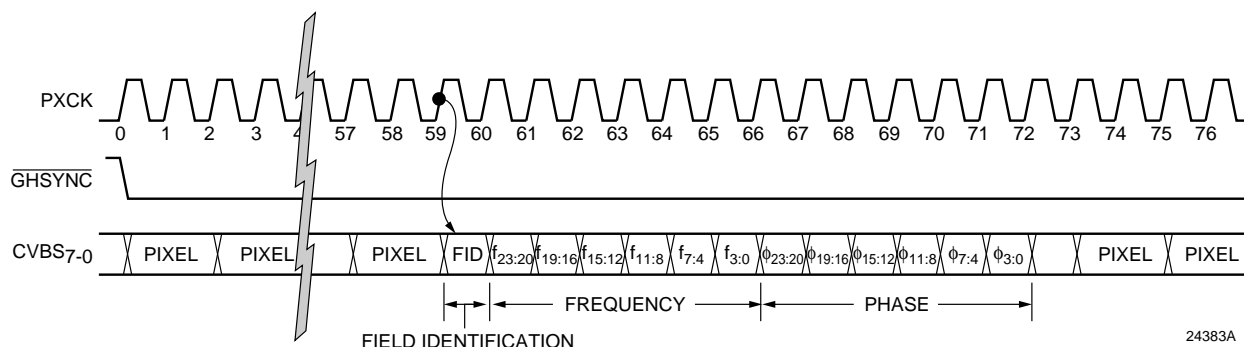 PXCK
0 1 2 3 4 57 58 59 60 61 62 63 64 65 66 67 68 69 70 71 72 73 74 75 76
GHSYNC
CVBS7-0 PIXEL PIXEL PIXEL FID f23:20 f19:16 f15:12 f11:8 f7:4 f3:0 ϕ23:20 ϕ19:16 ϕ15:12 ϕ11:8 ϕ7:4 ϕ3:0 PIXEL PIXEL
FREQUENCY PHASE
FIELD IDENTIFICATION
24383A